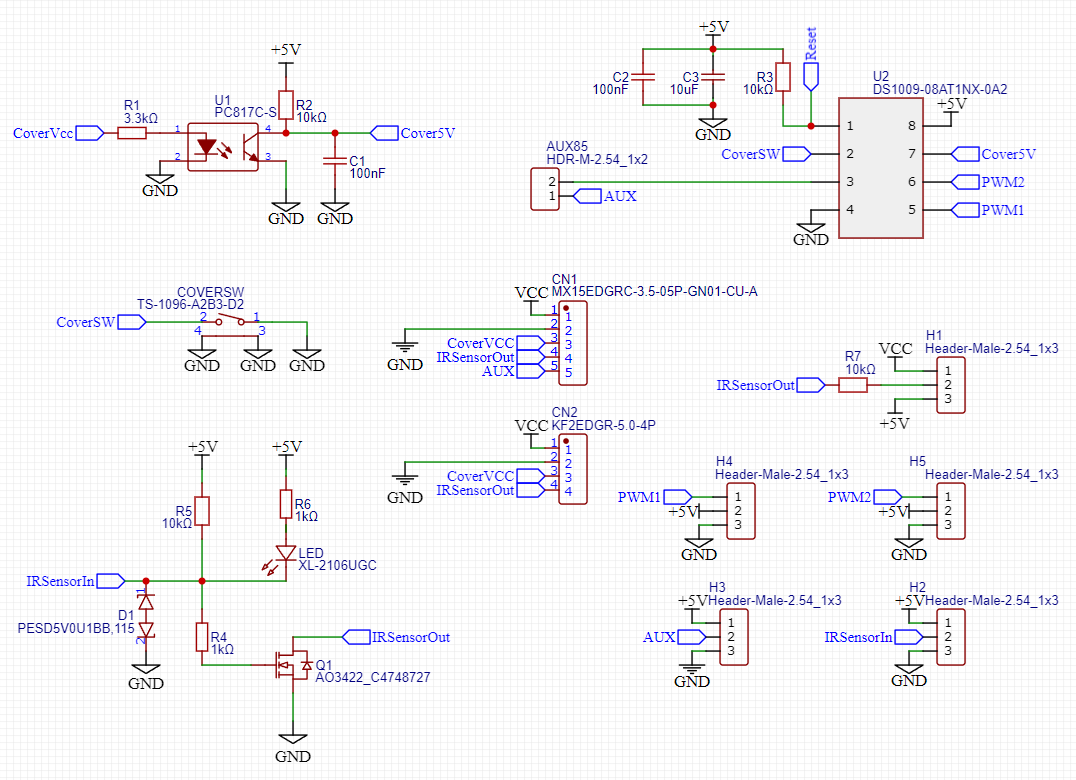 +5V
U1
PC817C-S
R1
3.3kΩ
R2
10kΩ
CoverVcc
1
2
4
3
Cover5V
C1
100nF
GND
GND
GND
+5V
Reset
C2
100nF
C3
10uF
R3
10kΩ
GND
U2
DS1009-08AT1NX-0A2
+5V
1
2
3
4
8
7
6
5
CoverSW
Cover5V
PWM2
PWM1
GND
AUX85
HDR-M-2.54_1x2
2
1
AUX
COVERSW
TS-1096-A2B3-D2
CoverSW
2
1
4
3
GND
GND
GND
CN1
VCC
MX15EDGRC-3.5-05P-GN01-CU-A
1
2
3
4
5
1
2
3
4
5
CoverVCC
IRSensorOut
AUX
GND
CN2
VCC
KF2EDGR-5.0-4P
1
2
3
4
1
2
3
4
CoverVCC
IRSensorOut
GND
H1
VCC
Header-Male-2.54_1x3
R7
10kΩ
IRSensorOut
1
2
3
+5V
H4
Header-Male-2.54_1x3
PWM1
+5V
1
2
3
GND
H5
Header-Male-2.54_1x3
PWM2
+5V
1
2
3
GND
H3
+5V
Header-Male-2.54_1x3
AUX
1
2
3
GND
H2
+5V
Header-Male-2.54_1x3
IRSensorIn
1
2
3
GND
+5V
+5V
R5
10kΩ
R6
1kΩ
LED
XL-2106UGC
IRSensorIn
1
D1
PESD5V0U1BB,115
2
GND
R4
1kΩ
IRSensorOut
Q1
AO3422_C4748727
GND